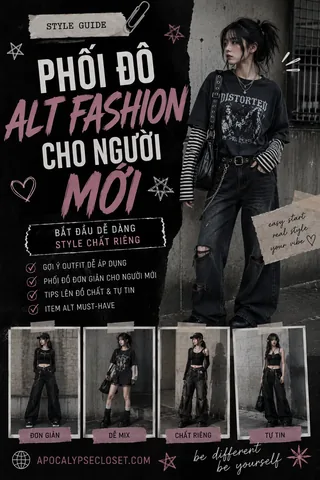 STYLE GUIDE
PHỐI ĐỒ
ALT FASHION
CHO NGƯỜI
MỚI
BẮT ĐẦU DỄ DÀNG
STYLE CHẤT RIÊNG
GỢI Ý OUTFIT DỄ ÁP DỤNG
PHỐI ĐỒ ĐƠN GIẢN CHO NGƯỜI MỚI
TIPS LÊN ĐỒ CHẤT & TỰ TIN
ITEM ALT MUST-HAVE
DISTORTED
easy start
real style
your vibe
ĐƠN GIẢN
DỄ MIX
CHẤT RIÊNG
TỰ TIN
APOCALYPSECLOSET.COM
be different
be yourself